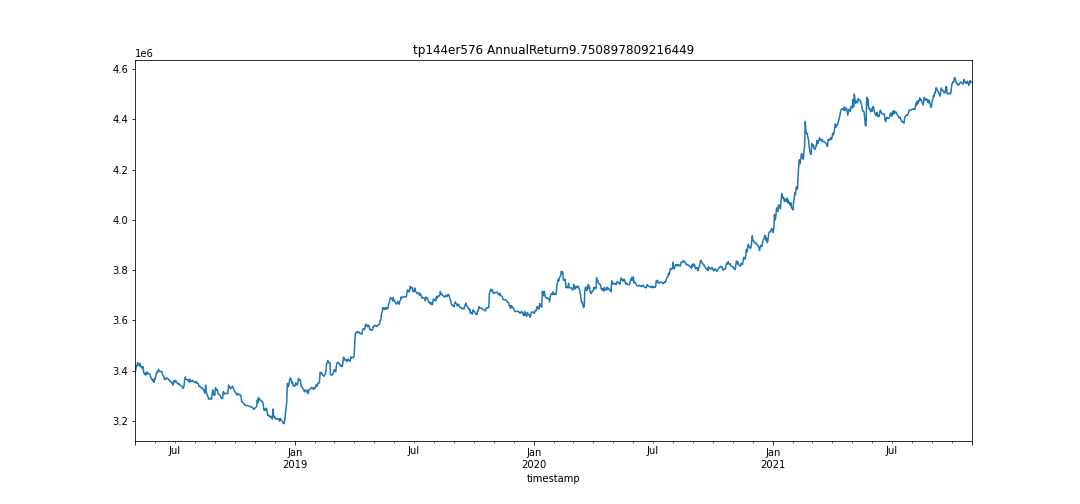 tp144er576 AnnualReturn9.750897809216449
1e6
4.6
4.4
4.2
4.0
3.8
3.6
3.4
3.2
Jul
Jan
2019
Jul
Jan
2020
Jul
Jan
2021
Jul
timestamp